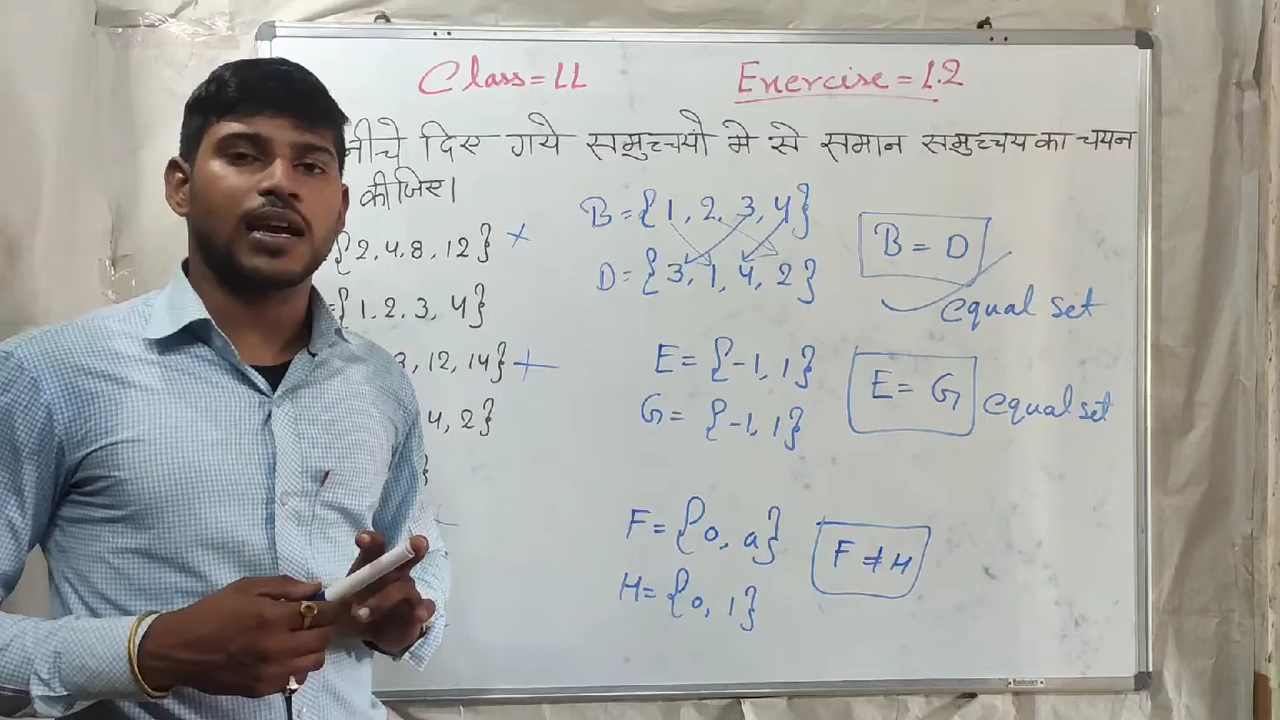 Class = 11 Exercise = 1.2
नीचे दिए गये समुच्चयो मे से समान समुच्चय का चयन
कीजिए।
{2, 4, 8, 12} ×
={1, 2, 3, 4}
3, 12, 14} ×
4, 2}
}
B = {1, 2, 3, 4}
D = {3, 1, 4, 2}
B = D
equal set
E = {-1, 1}
G = {-1, 1}
E = G equal set
F = {0, a}
H = {0, 1}
F ≠ H